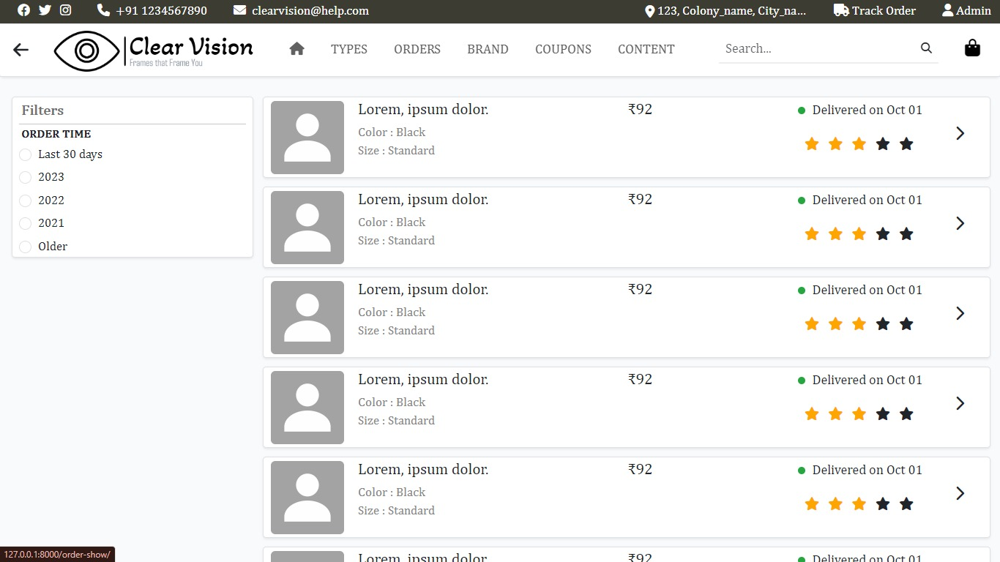 +91 1234567890 clearvision@help.com 123, Colony_name, City_na... Track Order Admin
Clear Vision
Frames that Frame You
TYPES ORDERS BRAND COUPONS CONTENT Search...
Filters
ORDER TIME
Last 30 days
2023
2022
2021
Older
Lorem, ipsum dolor. ₹92 Delivered on Oct 01
Color : Black
Size : Standard
Lorem, ipsum dolor. ₹92 Delivered on Oct 01
Color : Black
Size : Standard
Lorem, ipsum dolor. ₹92 Delivered on Oct 01
Color : Black
Size : Standard
Lorem, ipsum dolor. ₹92 Delivered on Oct 01
Color : Black
Size : Standard
Lorem, ipsum dolor. ₹92 Delivered on Oct 01
Color : Black
Size : Standard
Lorem, ipsum dolor. ₹92 Delivered on Oct 01
127.0.0.1:8000/order-show/